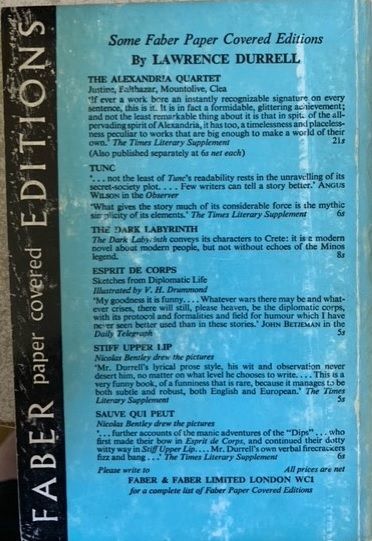 FABER paper covered EDITIONS
Some Faber Paper Covered Editions
By LAWRENCE DURRELL
THE ALEXANDRIA QUARTET
Justine, Balthazar, Mountolive, Clea
'If ever a work bore an instantly recognizable signature on every
sentence, this is it. It is in fact a formidable, glittering achievement;
and not the least remarkable thing about it is that in spite of the all-
pervading spirit of Alexandria, it has too, a timelessness and placeless-
ness peculiar to works that are big enough to make a world of their
own.' The Times Literary Supplement 21s
(Also published separately at 6s net each)
TUNC
'. . . not the least of Tunc's readability rests in the unravelling of its
secret-society plot. . . . Few writers can tell a story better.' ANGUS
WILSON in the Observer
'What gives the story much of its considerable force is the mythic
simplicity of its elements.' The Times Literary Supplement 6s
THE DARK LABYRINTH
The Dark Labyrinth conveys its characters to Crete: it is a modern
novel about modern people, but not without echoes of the Minos
legend. 8s
ESPRIT DE CORPS
Sketches from Diplomatic Life
Illustrated by V. H. Drummond
'My goodness it is funny. . . . Whatever wars there may be and what-
ever crises, there will still, please heaven, be the diplomatic corps,
with its protocol and formalities and field for humour which I have
never seen better used than in these stories.' JOHN BETJEMAN in the
Daily Telegraph 5s
STIFF UPPER LIP
Nicolas Bentley drew the pictures
'Mr. Durrell's lyrical prose style, his wit and observation never
desert him, no matter on what level he chooses to write. . . . This is a
very funny book, of a funniness that is rare, because it manages to be
both subtle and robust, both English and European.' The Times
Literary Supplement 5s
SAUVE QUI PEUT
Nicolas Bentley drew the pictures
'. . . further accounts of the manic adventures of the "Dips" . . . who
first made their bow in Esprit de Corps, and continued their dotty
witty way in Stiff Upper Lip. . . . Mr. Durrell's own verbal firecrackers
fizz and bang . . .' The Times Literary Supplement 6s
Please write to All prices are net
FABER & FABER LIMITED LONDON WC1
for a complete list of Faber Paper Covered Editions